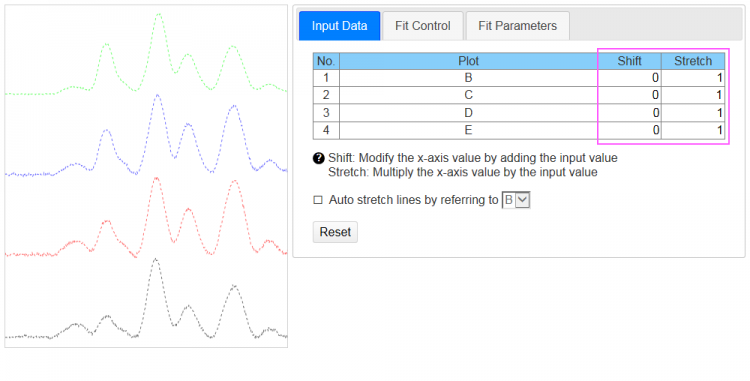 Input Data Fit Control Fit Parameters
No. Plot Shift Stretch
1 B 0 1
2 C 0 1
3 D 0 1
4 E 0 1
? Shift: Modify the x-axis value by adding the input value
Stretch: Multiply the x-axis value by the input value
Auto stretch lines by referring to B
Reset